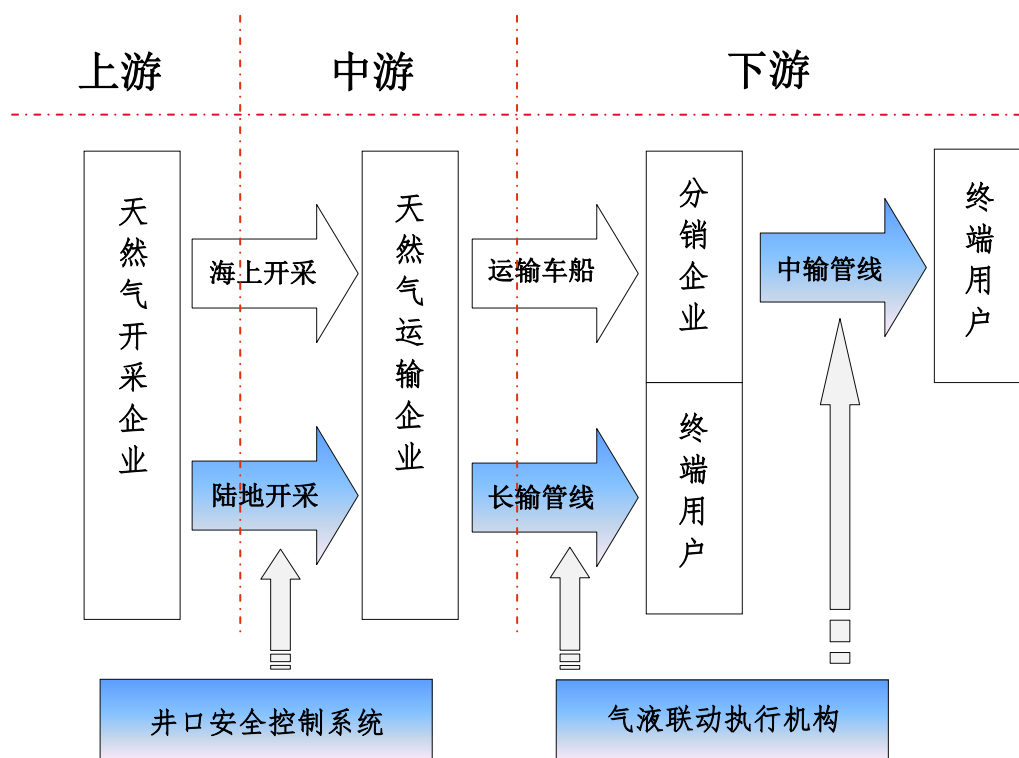 上游
中游
下游
天然气开采企业
海上开采
陆地开采
天然气运输企业
运输车船
长输管线
分销企业
终端用户
中输管线
终端用户
井口安全控制系统
气液联动执行机构